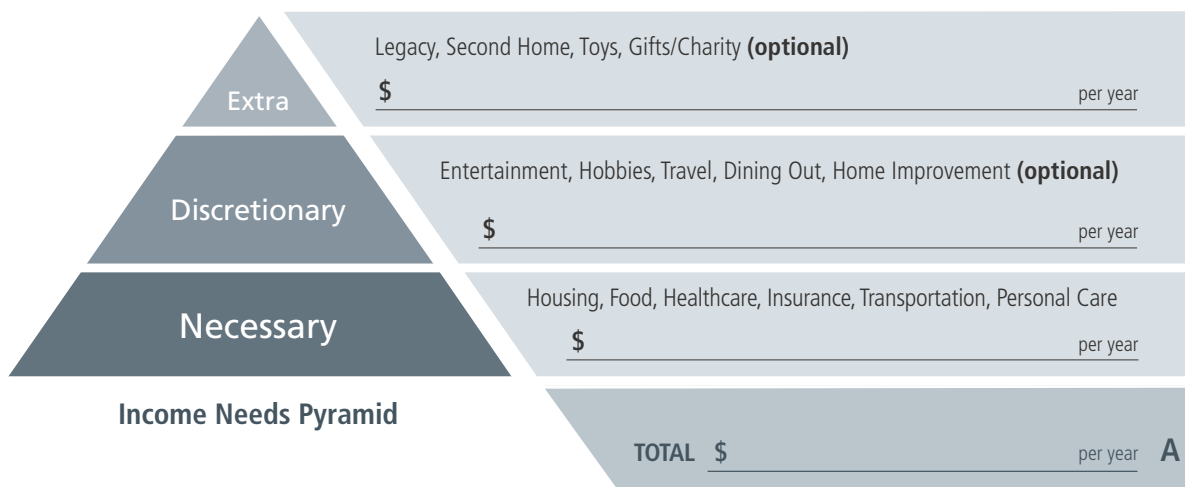 Legacy, Second Home, Toys, Gifts/Charity (optional)
Extra
$ per year
Entertainment, Hobbies, Travel, Dining Out, Home Improvement (optional)
Discretionary
$ per year
Housing, Food, Healthcare, Insurance, Transportation, Personal Care
Necessary
$ per year
Income Needs Pyramid
TOTAL $ per year A